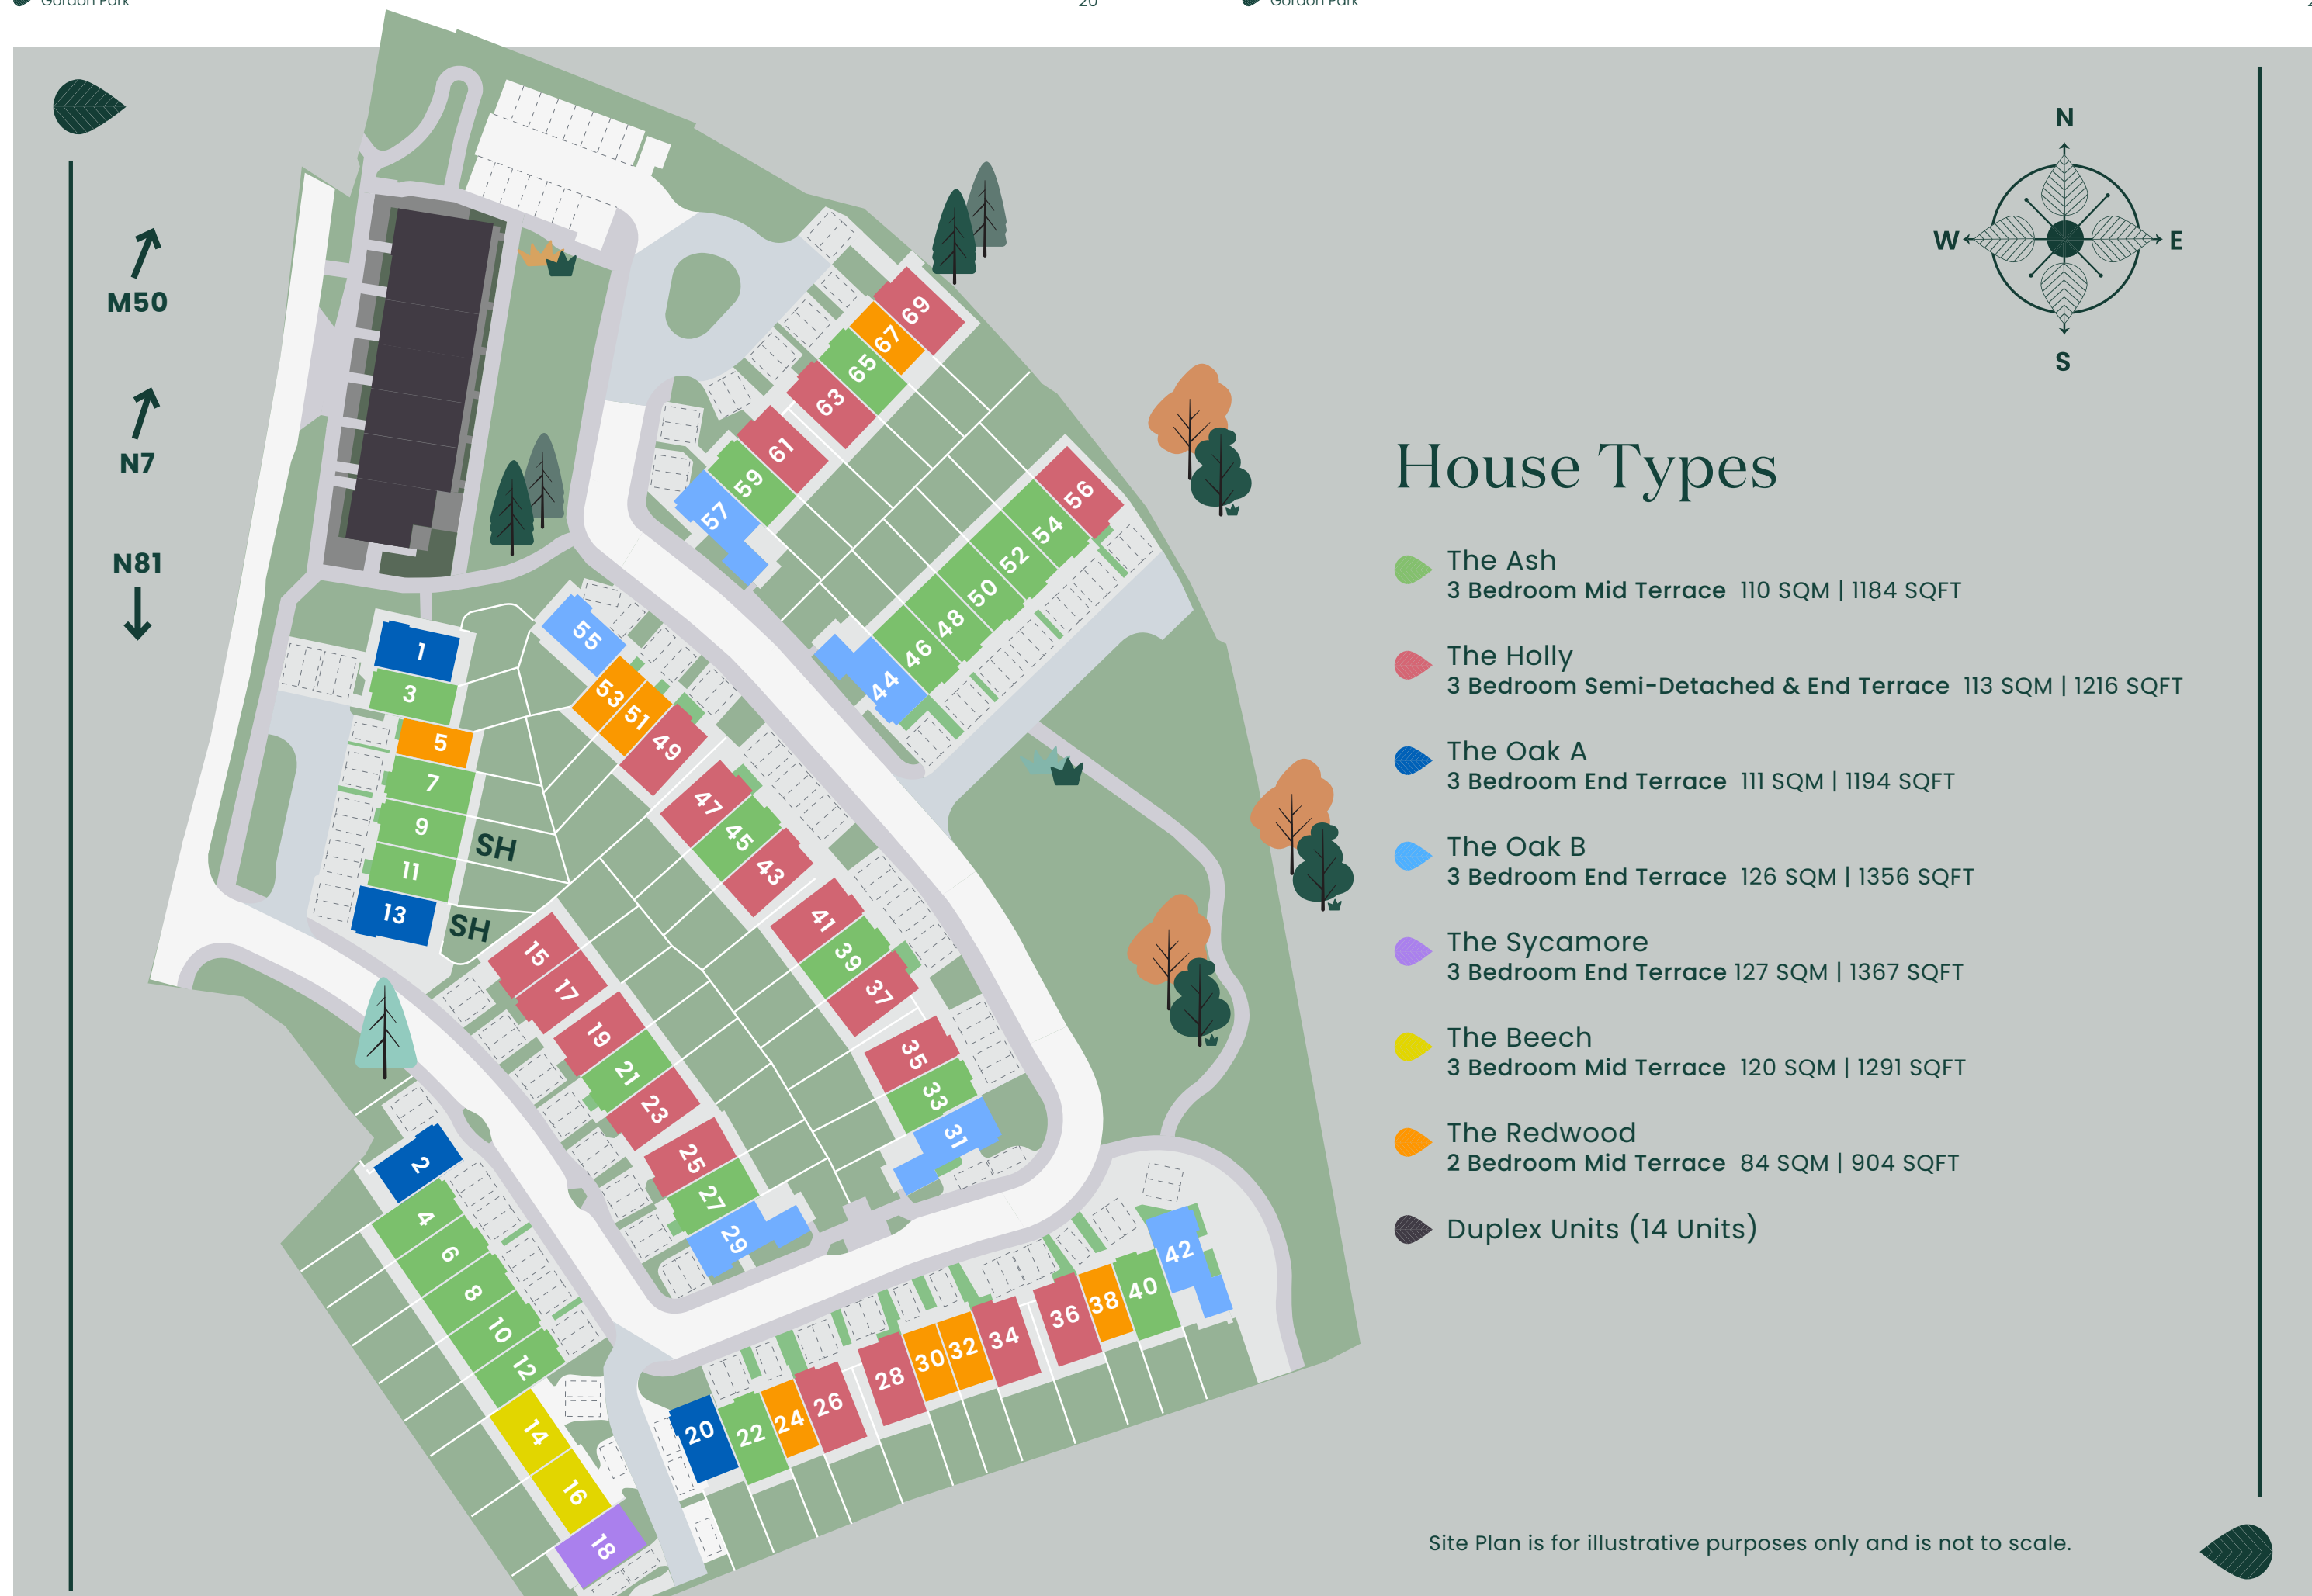 Gordon Park
20
Gordon Park
M50
N7
N81
N
W
E
S
House Types
The Ash
3 Bedroom Mid Terrace 110 SQM | 1184 SQFT
The Holly
3 Bedroom Semi-Detached & End Terrace 113 SQM | 1216 SQFT
The Oak A
3 Bedroom End Terrace 111 SQM | 1194 SQFT
The Oak B
3 Bedroom End Terrace 126 SQM | 1356 SQFT
The Sycamore
3 Bedroom End Terrace 127 SQM | 1367 SQFT
The Beech
3 Bedroom Mid Terrace 120 SQM | 1291 SQFT
The Redwood
2 Bedroom Mid Terrace 84 SQM | 904 SQFT
Duplex Units (14 Units)
69
67
65
63
61
59
57
56
54
52
50
48
46
44
55
53
51
49
47
45
43
41
39
37
35
33
31
1
3
5
7
9
11
13
SH
SH
15
17
19
21
23
25
27
29
2
4
6
8
10
12
14
16
18
20
22
24
26
28
30
32
34
36
38
40
42
Site Plan is for illustrative purposes only and is not to scale.